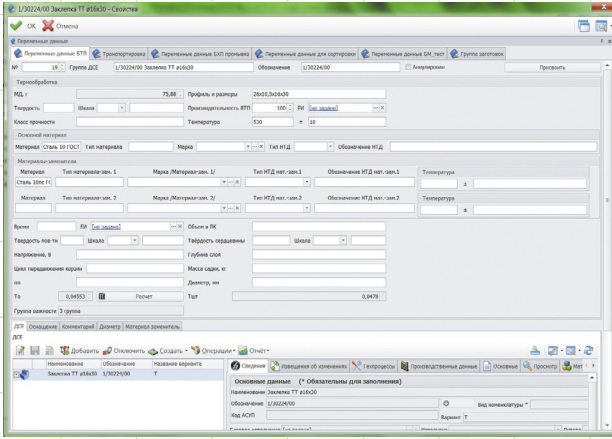 1/30224/00 Заклепка ТТ ø16х30 - Свойства
OK Отмена
Переменные данные
Переменные данные БТП Транспортировка Переменные данные БХП промывка Переменные данные для сортировки Переменные данные БМ_тест Группа заготовок
№ 19 Группа ДСЕ 1/30224/00 Заклепка ТТ ø16х30 Обозначение 1/30224/00 Аннулирован Присвоить
Термообработка
МД, г 75,88 Профиль и размеры 26х10,5х16х30
Твердость Шкала Производительность ВТП 100 ПИ [не задано]
Класс прочности Температура 530 ± 10
Основной материал
Материал Сталь 10 ГОСТ Тип материала Марка Тип НТД Обозначение НТД
Материалы-заменители
Материал Тип материала-зам. 1 Марка /Материал-зам. 1/ Тип НТД мат.-зам.1 Обозначение НТД мат.-зам.1 Температура
Сталь 10пс ГО ±
Материал Тип материала-зам. 2 Марка /Материал-зам. 2/ Тип НТД мат.-зам.2 Обозначение НТД мат.-зам.2 Температура
±
Время ПИ [не задано] Объем в ПК
Твердость пов-ти Шкала Твёрдость сердцевины Шкала
Напряжение, В Глубина слоя
Цикл передвижения корзин Масса садки, кг
Диаметр, мм
То 0,04553 Расчет Тшт 0,0478
Группа важности 3 группа
ДСЕ Оснащение Комментарий Диаметр Материал заменитель
ДСЕ
Добавить Отключить Создать Операции Отчёт
Наименование Обозначение Название варианта
Заклепка ТТ ø16х30 1/30224/00 Т
Сведения Извещения об изменениях Техпроцессы Производственные данные Основные Просмотр Мат
Основные данные (* Обязательны для заполнения)
Наименование Заклепка ТТ ø16х30
Обозначение 1/30224/00 Вид номенклатуры *
Код АСУП Вариант Т